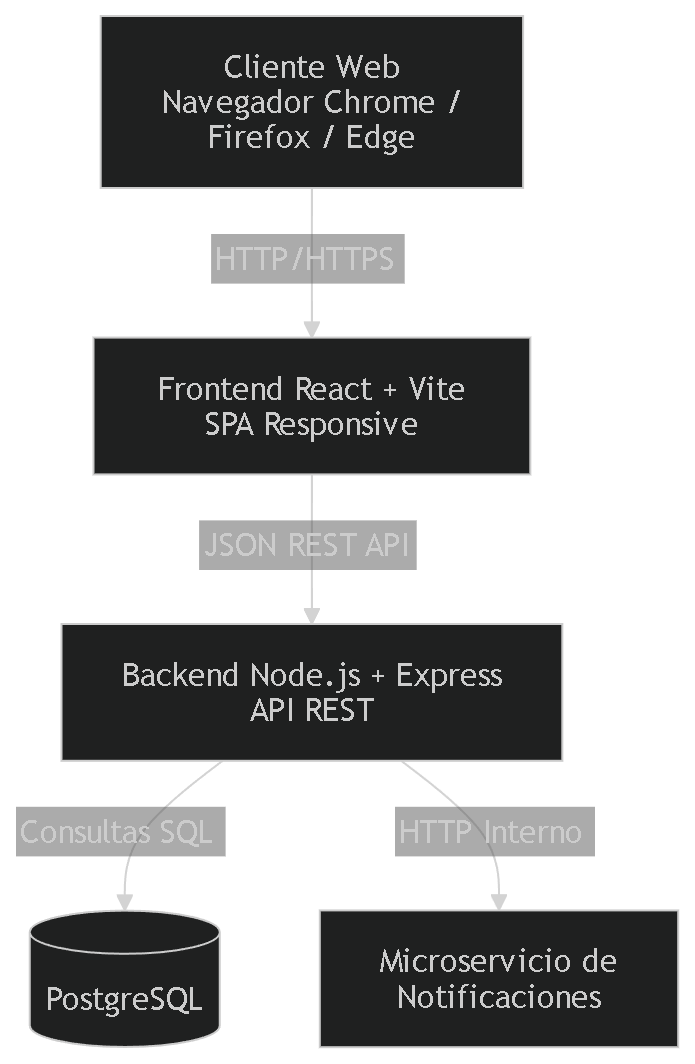 Cliente Web
Navegador Chrome /
Firefox / Edge
HTTP/HTTPS
Frontend React + Vite
SPA Responsive
JSON REST API
Backend Node.js + Express
API REST
Consultas SQL
HTTP Interno
PostgreSQL
Microservicio de
Notificaciones